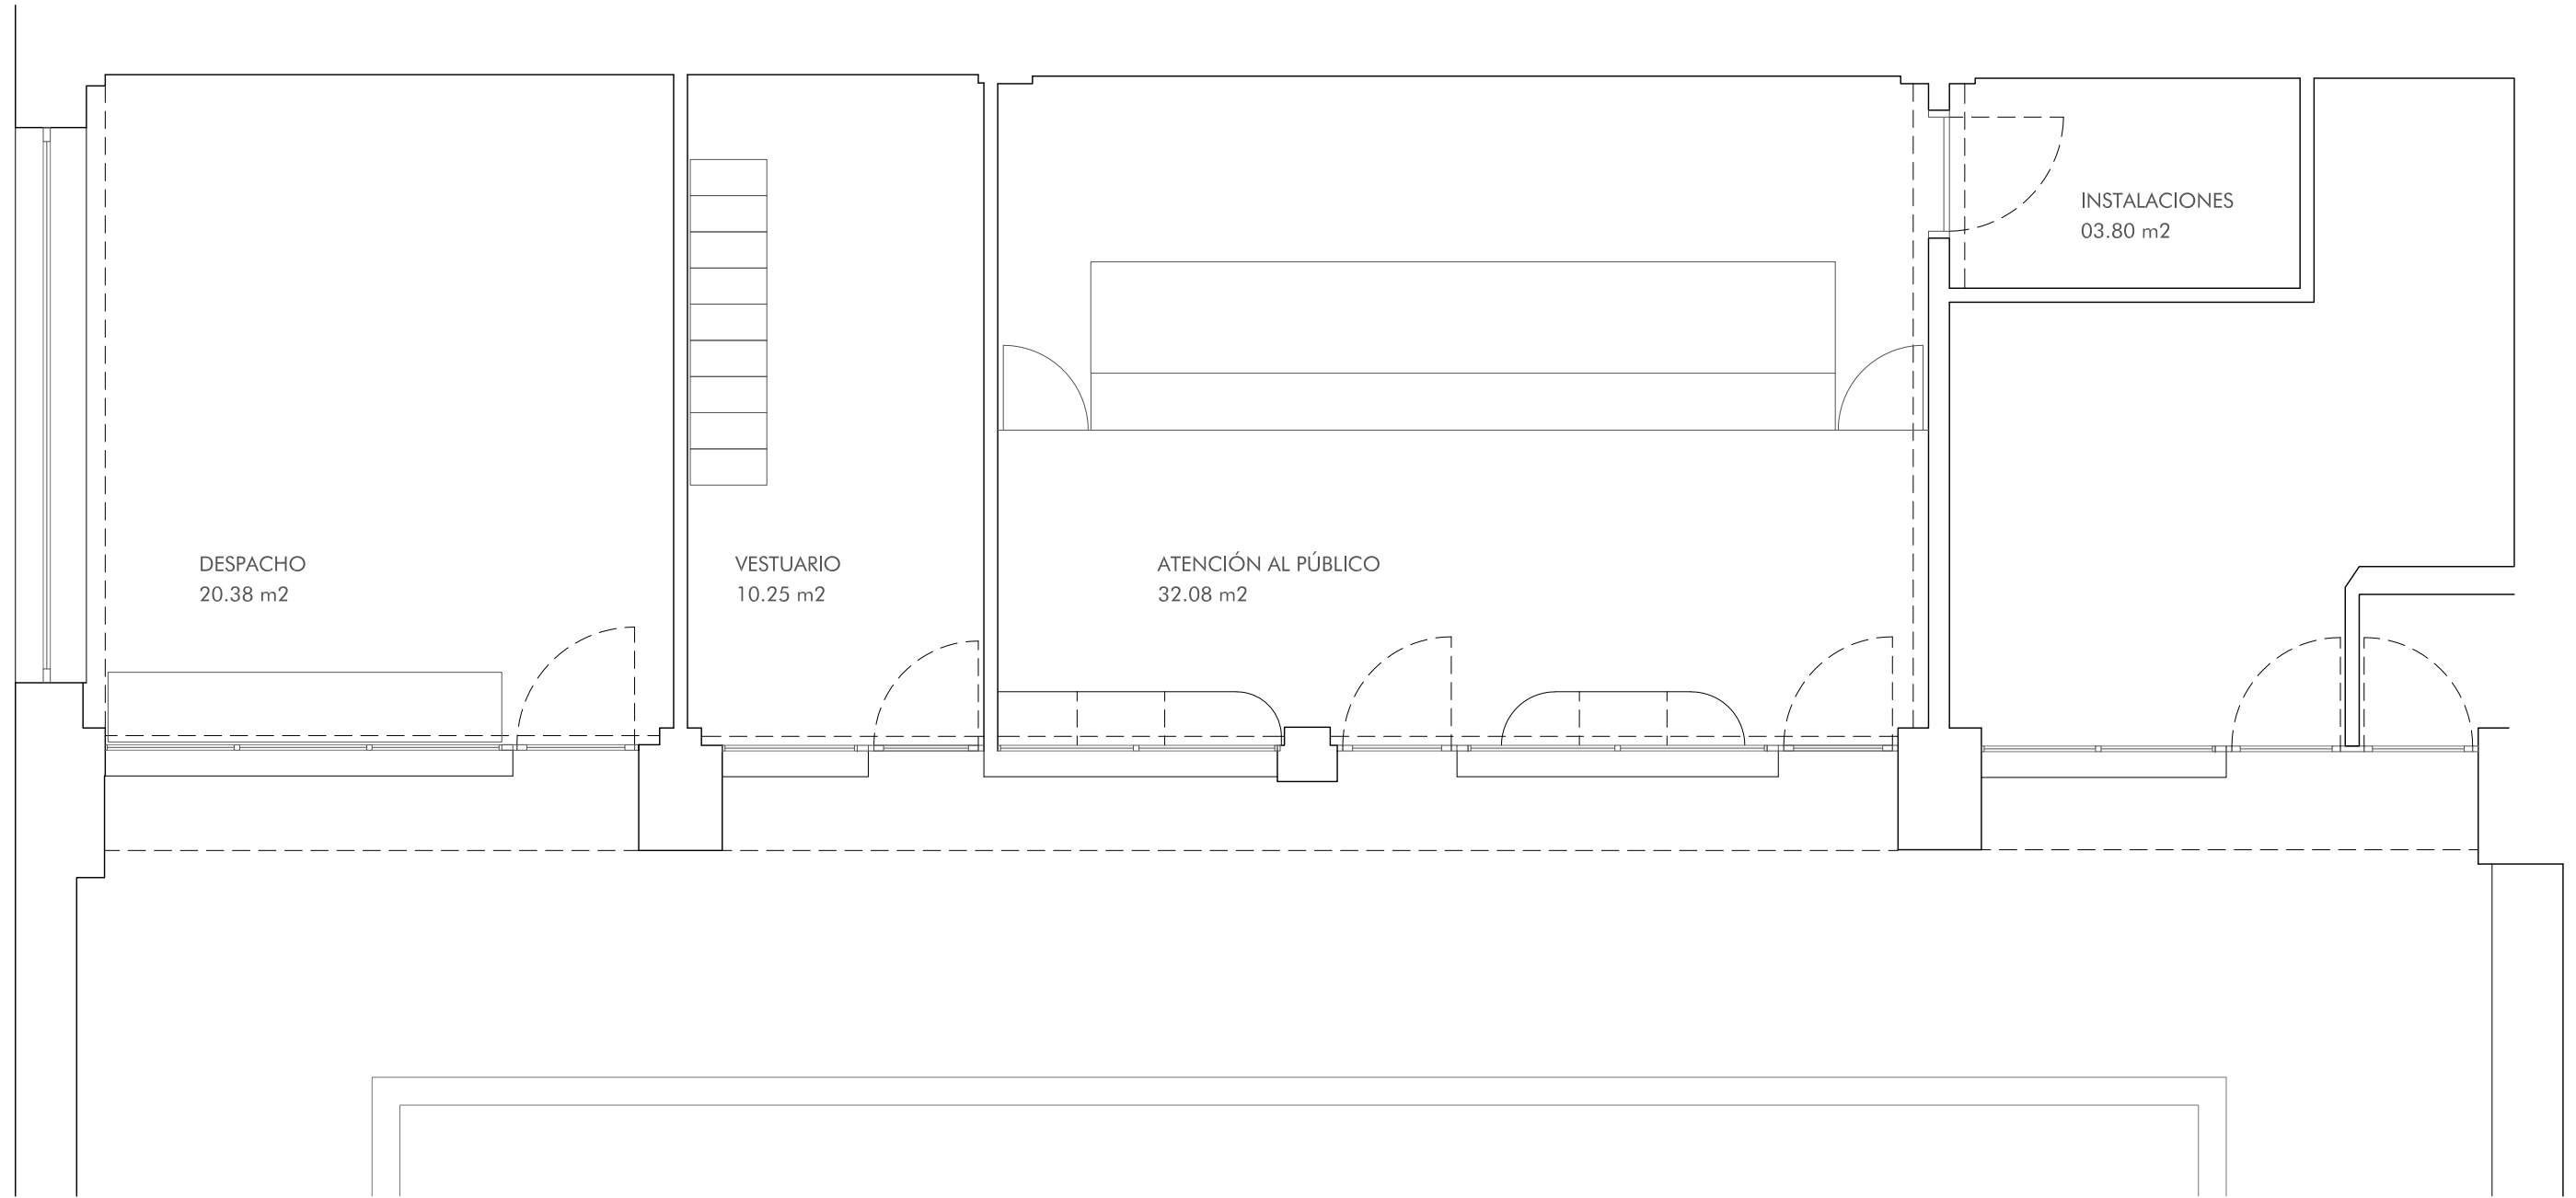 INSTALACIONES
03.80 m2
DESPACHO
20.38 m2
VESTUARIO
10.25 m2
ATENCIÓN AL PÚBLICO
32.08 m2